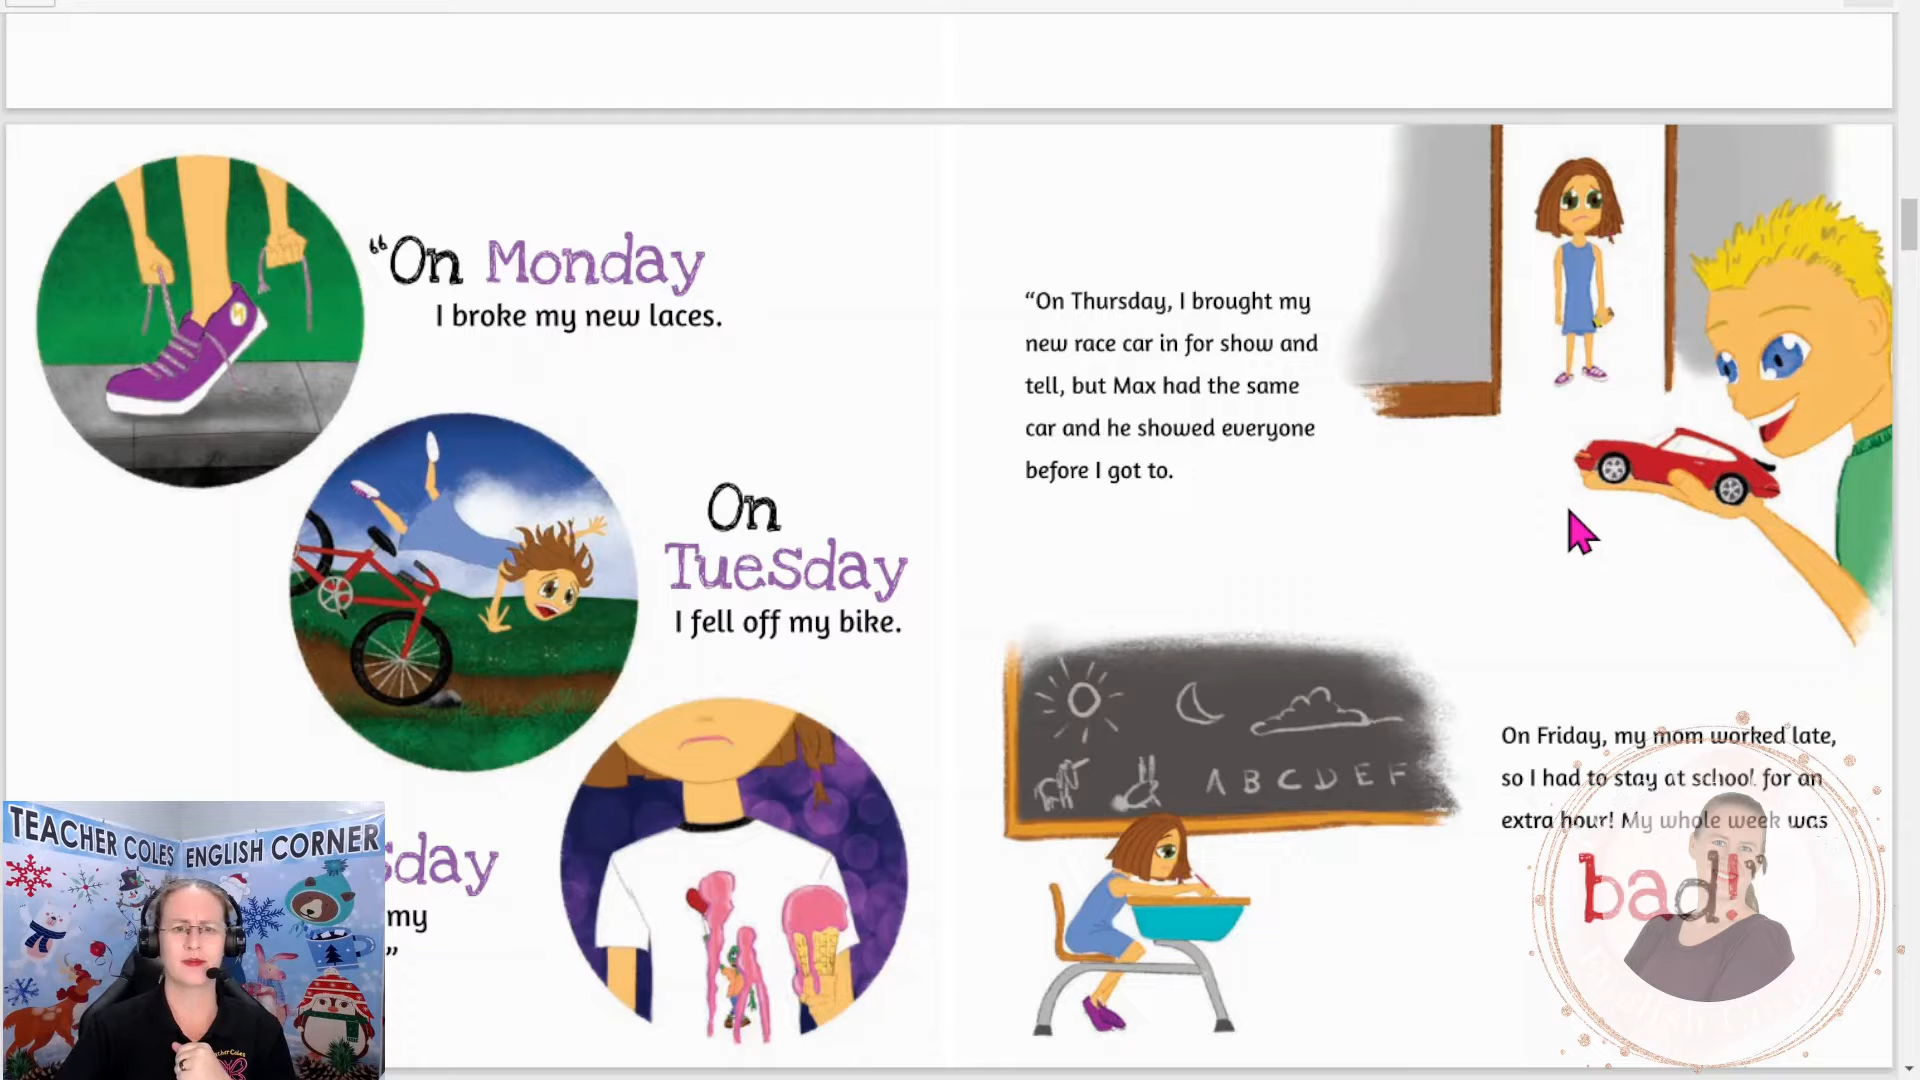 “On Monday
I broke my new laces.
On
Tuesday
I fell off my bike.
sday
my
”
“On Thursday, I brought my
new race car in for show and
tell, but Max had the same
car and he showed everyone
before I got to.
A B C D E F
On Friday, my mom worked late,
so I had to stay at school for an
extra hour! My whole week was
bad!”
TEACHER COLES ENGLISH CORNER